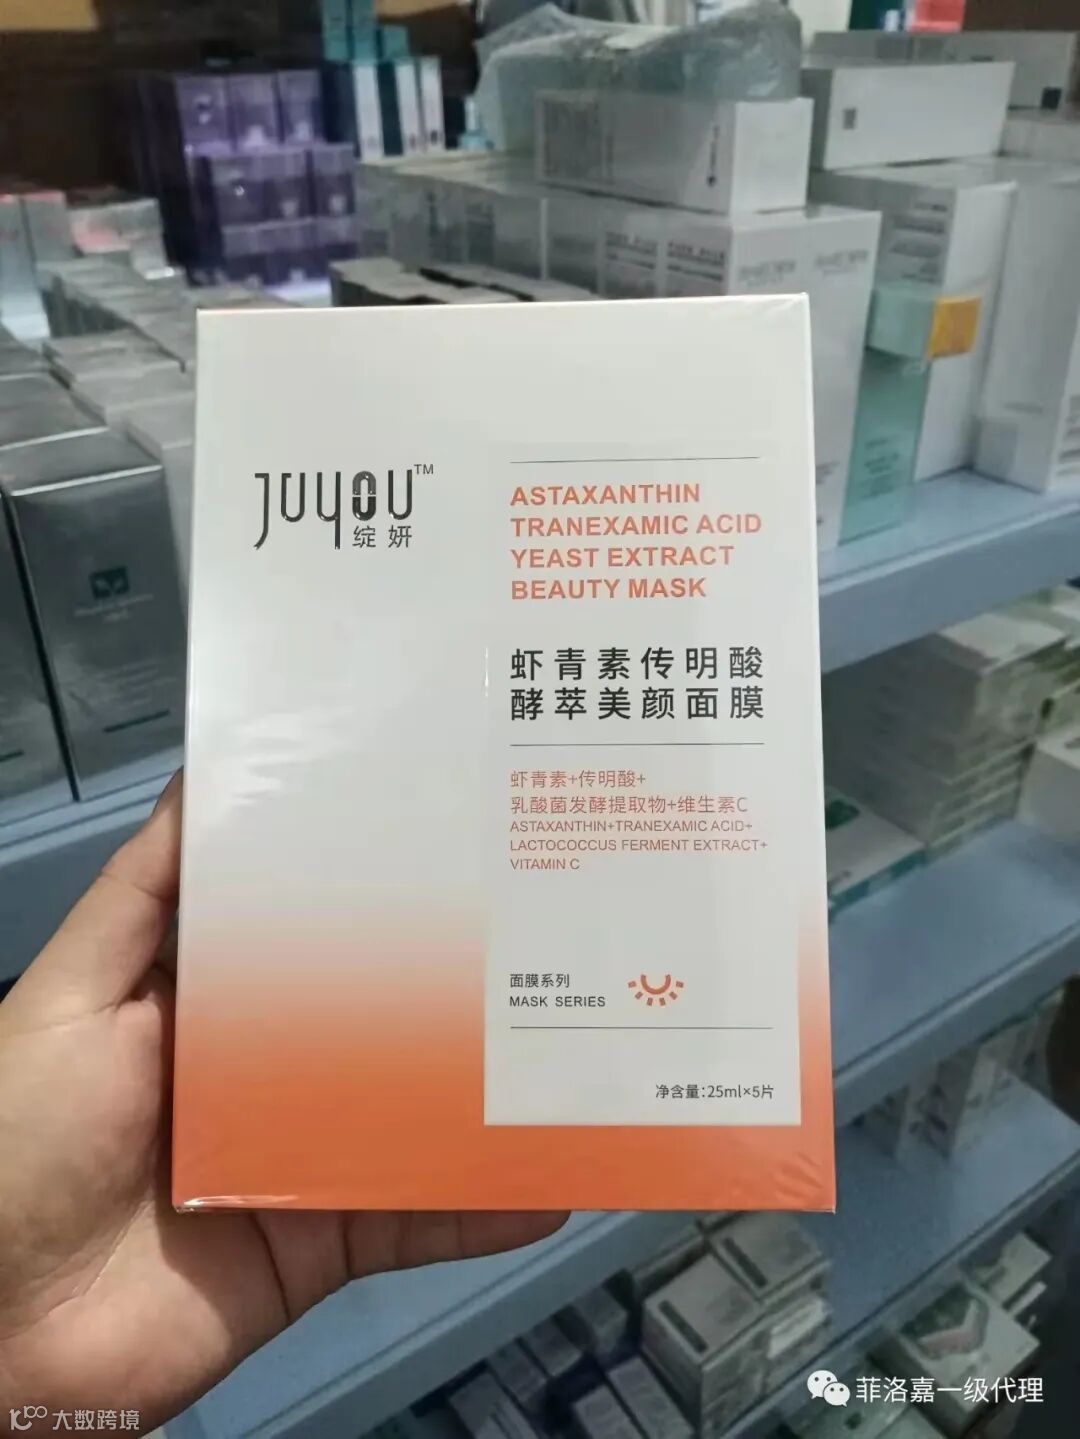 JUYOU™
绽妍
ASTAXANTHIN
TRANEXAMIC ACID
YEAST EXTRACT
BEAUTY MASK
虾青素传明酸
酵萃美颜面膜
虾青素+传明酸+
乳酸菌发酵提取物+维生素C
ASTAXANTHIN+TRANEXAMIC ACID+
LACTOCOCCUS FERMENT EXTRACT+
VITAMIN C
面膜系列
MASK SERIES
净含量:25ml×5片
菲洛嘉一级代理
大数跨境